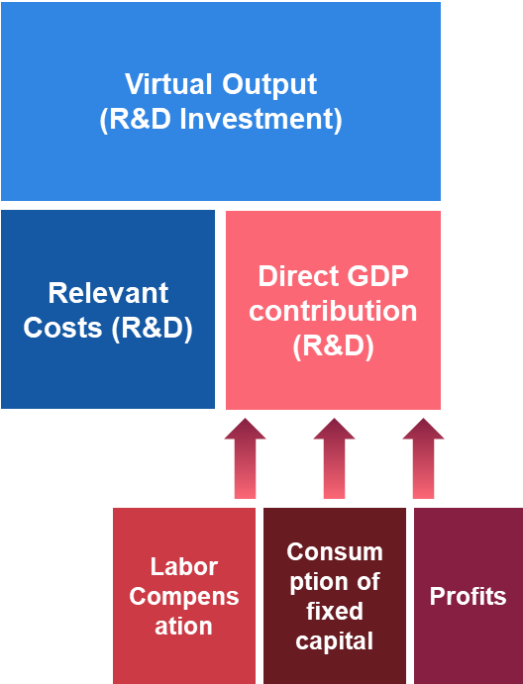 Virtual Output
(R&D Investment)
Relevant
Costs (R&D)
Direct GDP
contribution
(R&D)
Labor
Compens
ation
Consum
ption of
fixed
capital
Profits